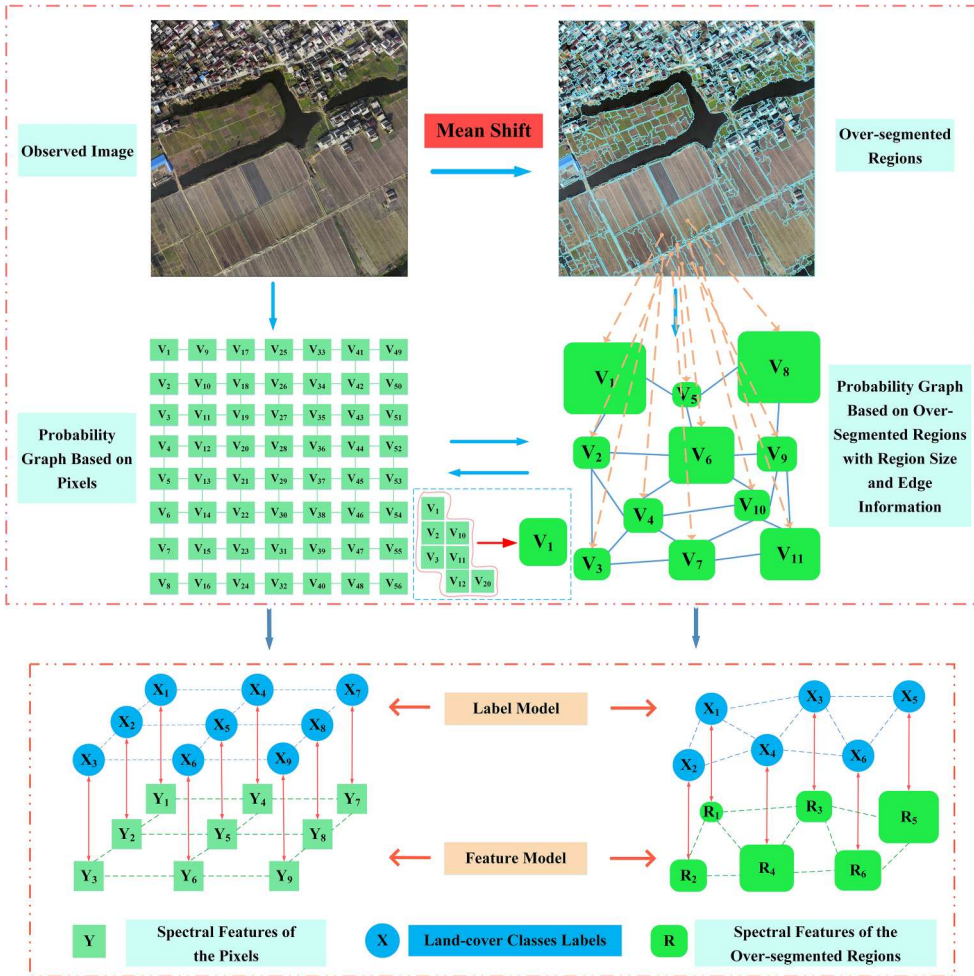 Observed Image
Mean Shift
Over-segmented
Regions
V1 V9 V17 V25 V33 V41 V49
V2 V10 V18 V26 V34 V42 V50
V3 V11 V19 V27 V35 V43 V51
V4 V12 V20 V28 V36 V44 V52
V5 V13 V21 V29 V37 V45 V53
V6 V14 V22 V30 V38 V46 V54
V7 V15 V23 V31 V39 V47 V55
V8 V16 V24 V32 V40 V48 V56
Probability
Graph Based on
Pixels
V1
V2 V10
V3 V11
V12 V20
V1
V1 V8
V5
V2 V6 V9
V4 V10
V3 V7 V11
Probability Graph
Based on Over-
Segmented Regions
with Region Size
and Edge
Information
X1 X4 X7
X2 X5 X8
X3 X6 X9
Y1 Y4 Y7
Y2 Y5 Y8
Y3 Y6 Y9
Label Model
Feature Model
X1 X3 X5
X2 X4 X6
R1 R3 R5
R2 R4 R6
Y
Spectral Features of
the Pixels
X
Land-cover Classes Labels
R
Spectral Features of the
Over-segmented Regions